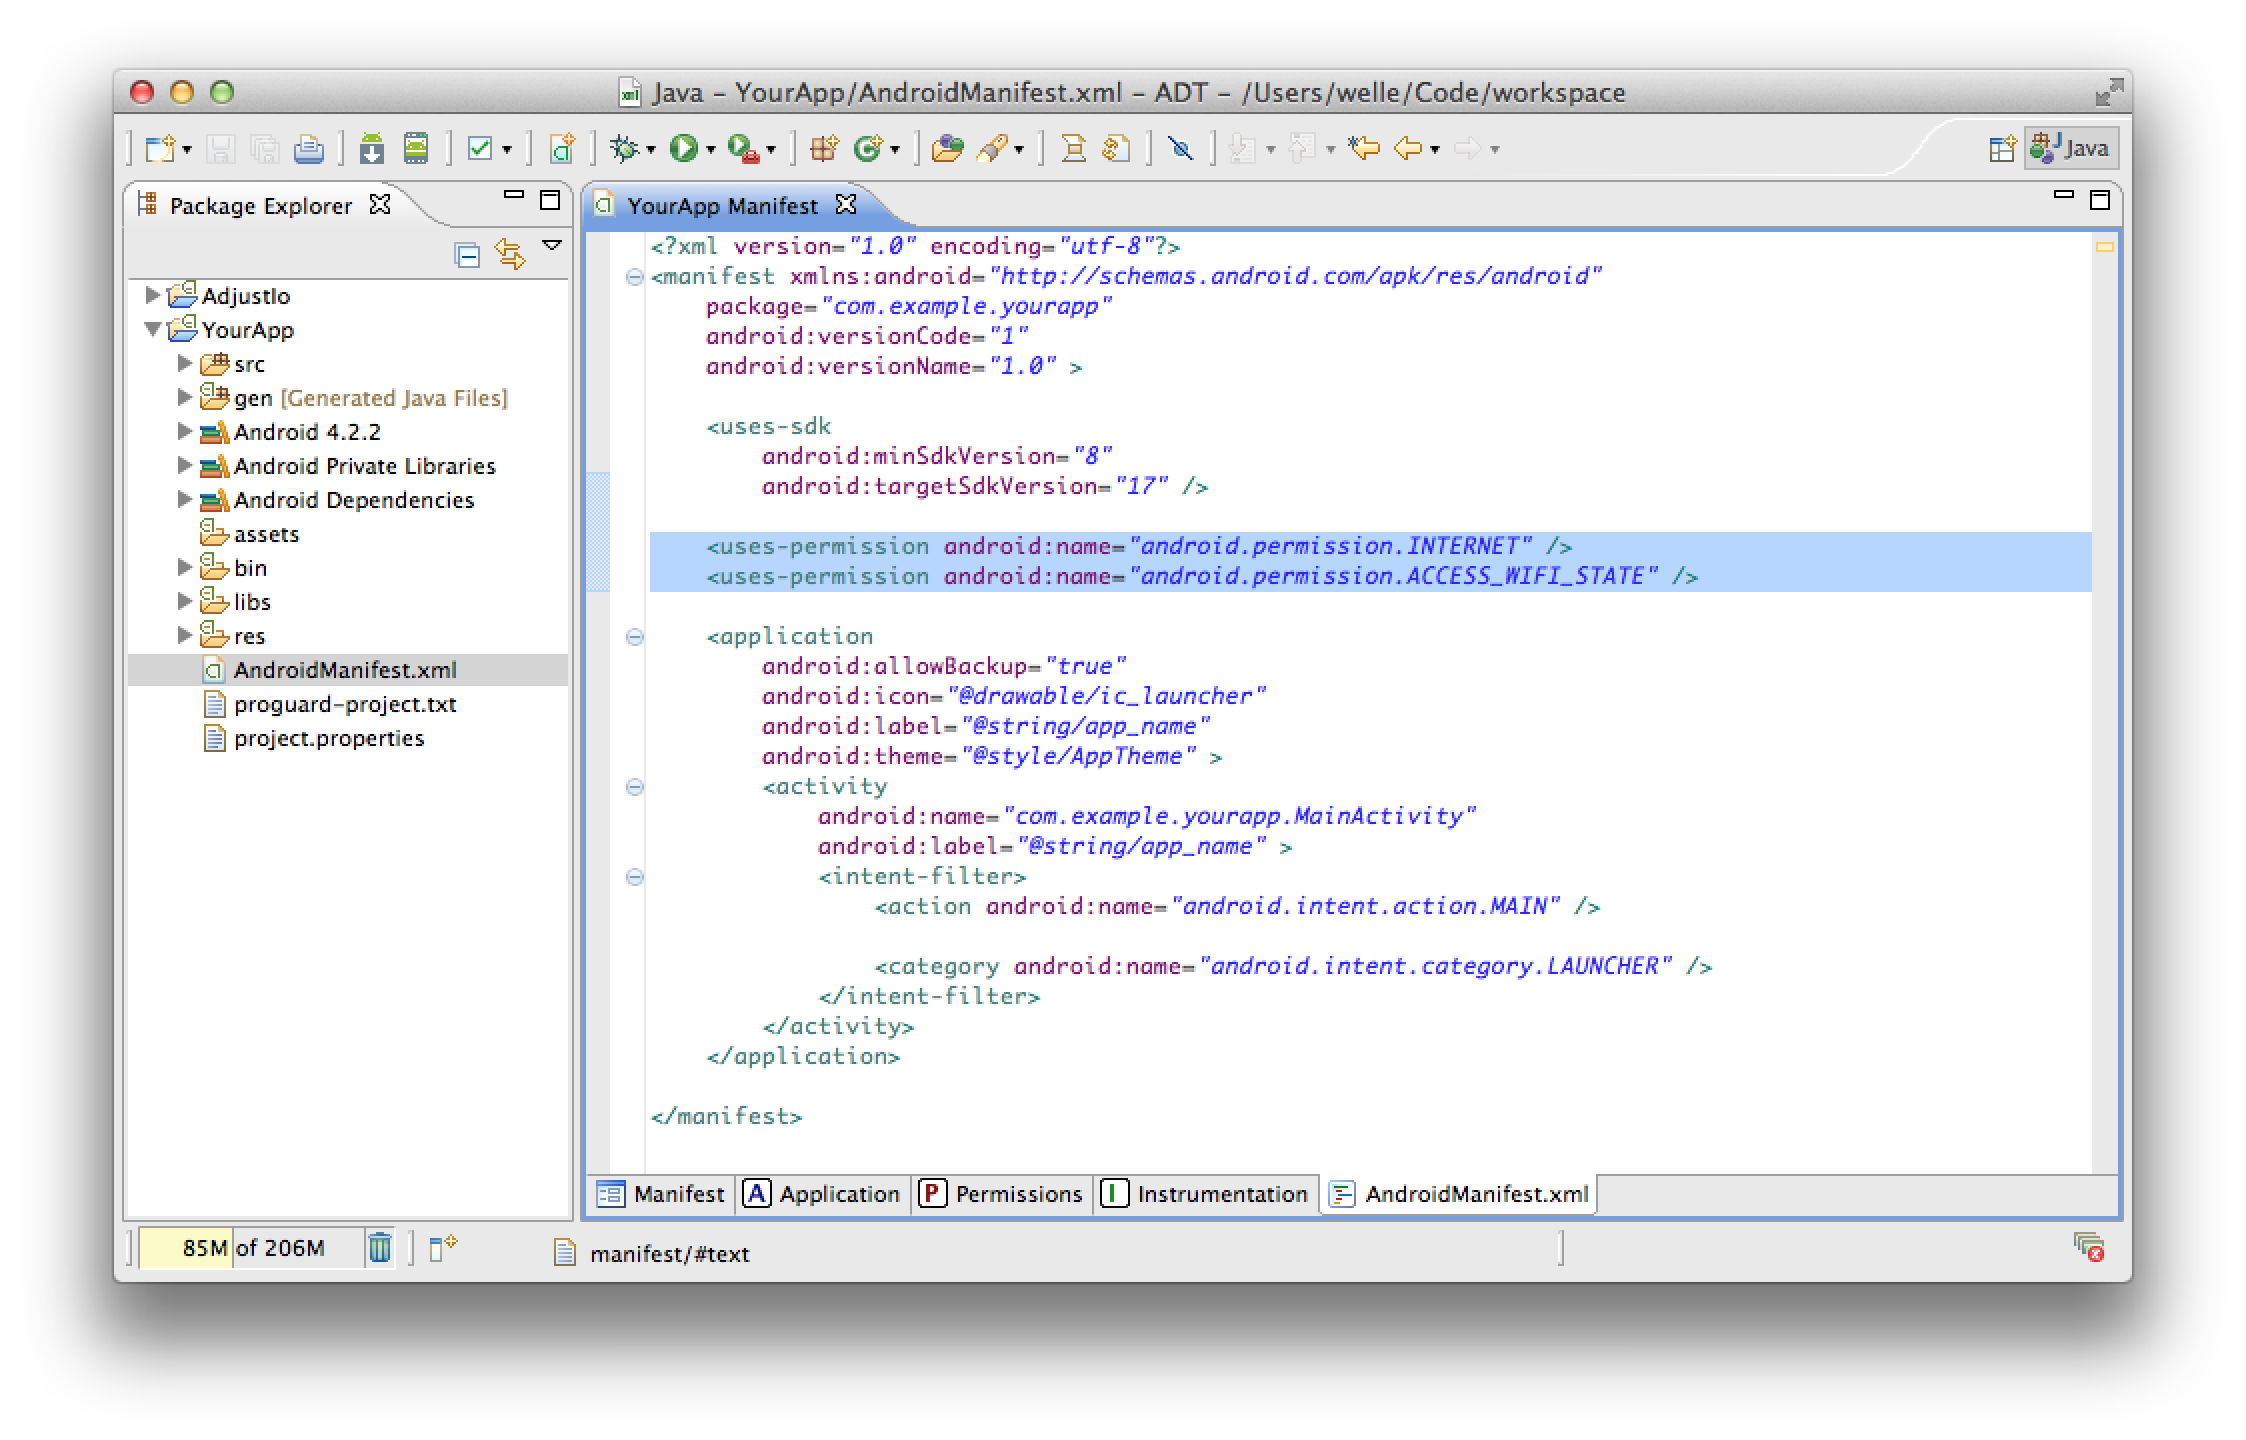 Java – YourApp/AndroidManifest.xml – ADT – /Users/welle/Code/workspace
Java
Package Explorer
AdjustIo
YourApp
src
gen [Generated Java Files]
Android 4.2.2
Android Private Libraries
Android Dependencies
assets
bin
libs
res
AndroidManifest.xml
proguard-project.txt
project.properties
YourApp Manifest
<?xml version="1.0" encoding="utf-8"?>
<manifest xmlns:android="http://schemas.android.com/apk/res/android"
    package="com.example.yourapp"
    android:versionCode="1"
    android:versionName="1.0" >
    <uses-sdk
        android:minSdkVersion="8"
        android:targetSdkVersion="17" />
    <uses-permission android:name="android.permission.INTERNET" />
    <uses-permission android:name="android.permission.ACCESS_WIFI_STATE" />
    <application
        android:allowBackup="true"
        android:icon="@drawable/ic_launcher"
        android:label="@string/app_name"
        android:theme="@style/AppTheme" >
        <activity
            android:name="com.example.yourapp.MainActivity"
            android:label="@string/app_name" >
            <intent-filter>
                <action android:name="android.intent.action.MAIN" />
                <category android:name="android.intent.category.LAUNCHER" />
            </intent-filter>
        </activity>
    </application>
</manifest>
Manifest
A Application
P Permissions
I Instrumentation
AndroidManifest.xml
85M of 206M
manifest/#text